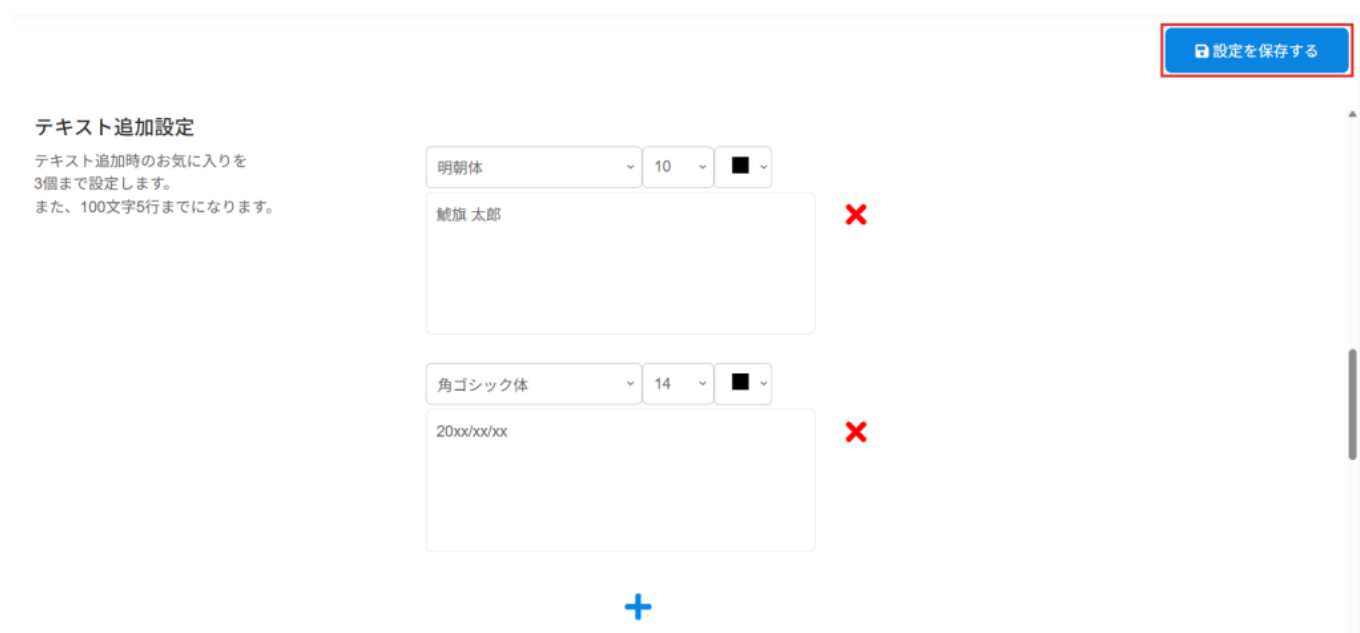 設定を保存する
テキスト追加設定
テキスト追加時のお気に入りを
3個まで設定します。
また、100文字5行までになります。
明朝体 10
鯱旗 太郎
角ゴシック体 14
20xx/xx/xx